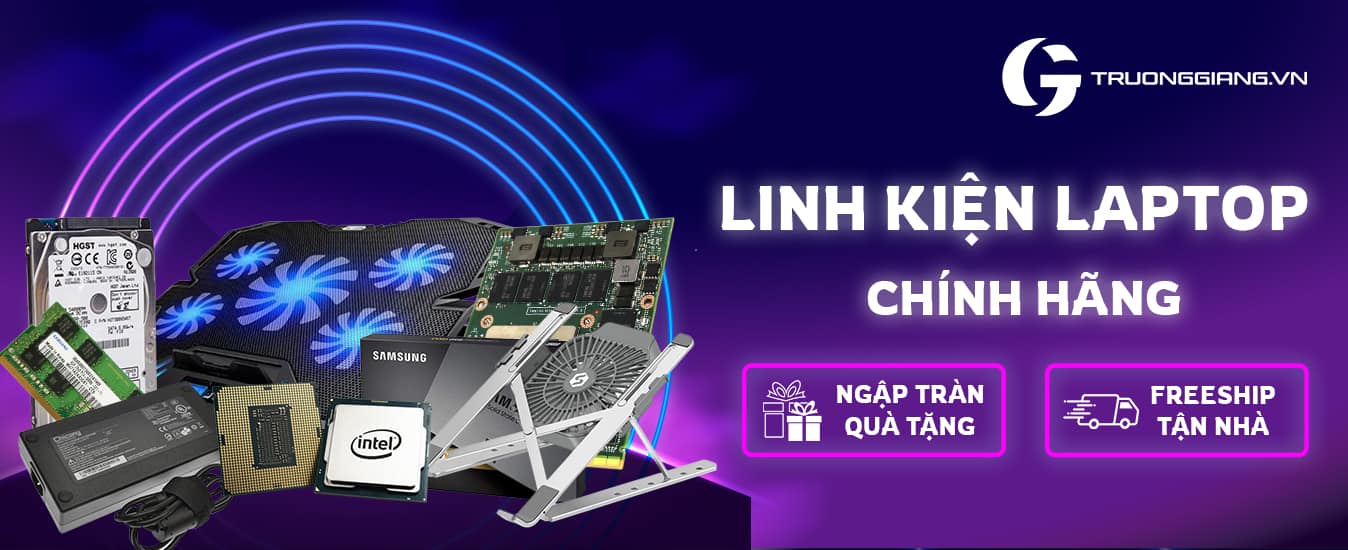 TRUONGGIANG.VN
LINH KIỆN LAPTOP
CHÍNH HÃNG
NGẬP TRÀN
QUÀ TẶNG
FREESHIP
TẬN NHÀ
HGST
SAMSUNG
intel